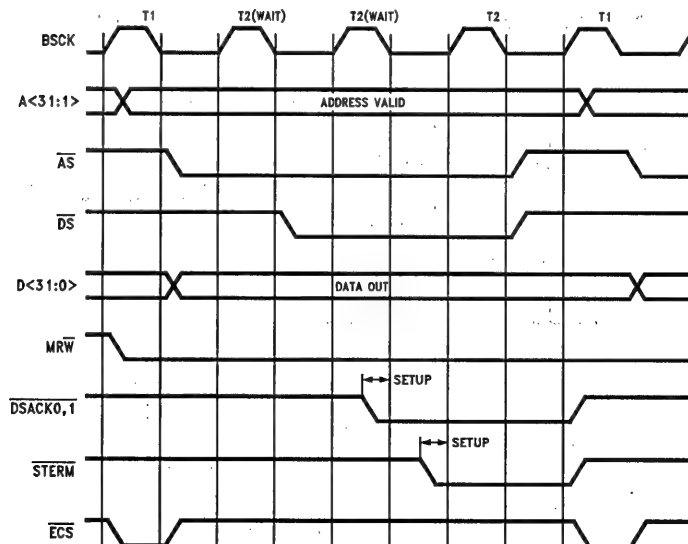 T1 T2(WAIT) T2(WAIT) T2 T1
BSCK
A<31:1> ADDRESS VALID
AS
DS
D<31:0> DATA OUT
MRW
SETUP
DSACK0,1
SETUP
STERM
ECS